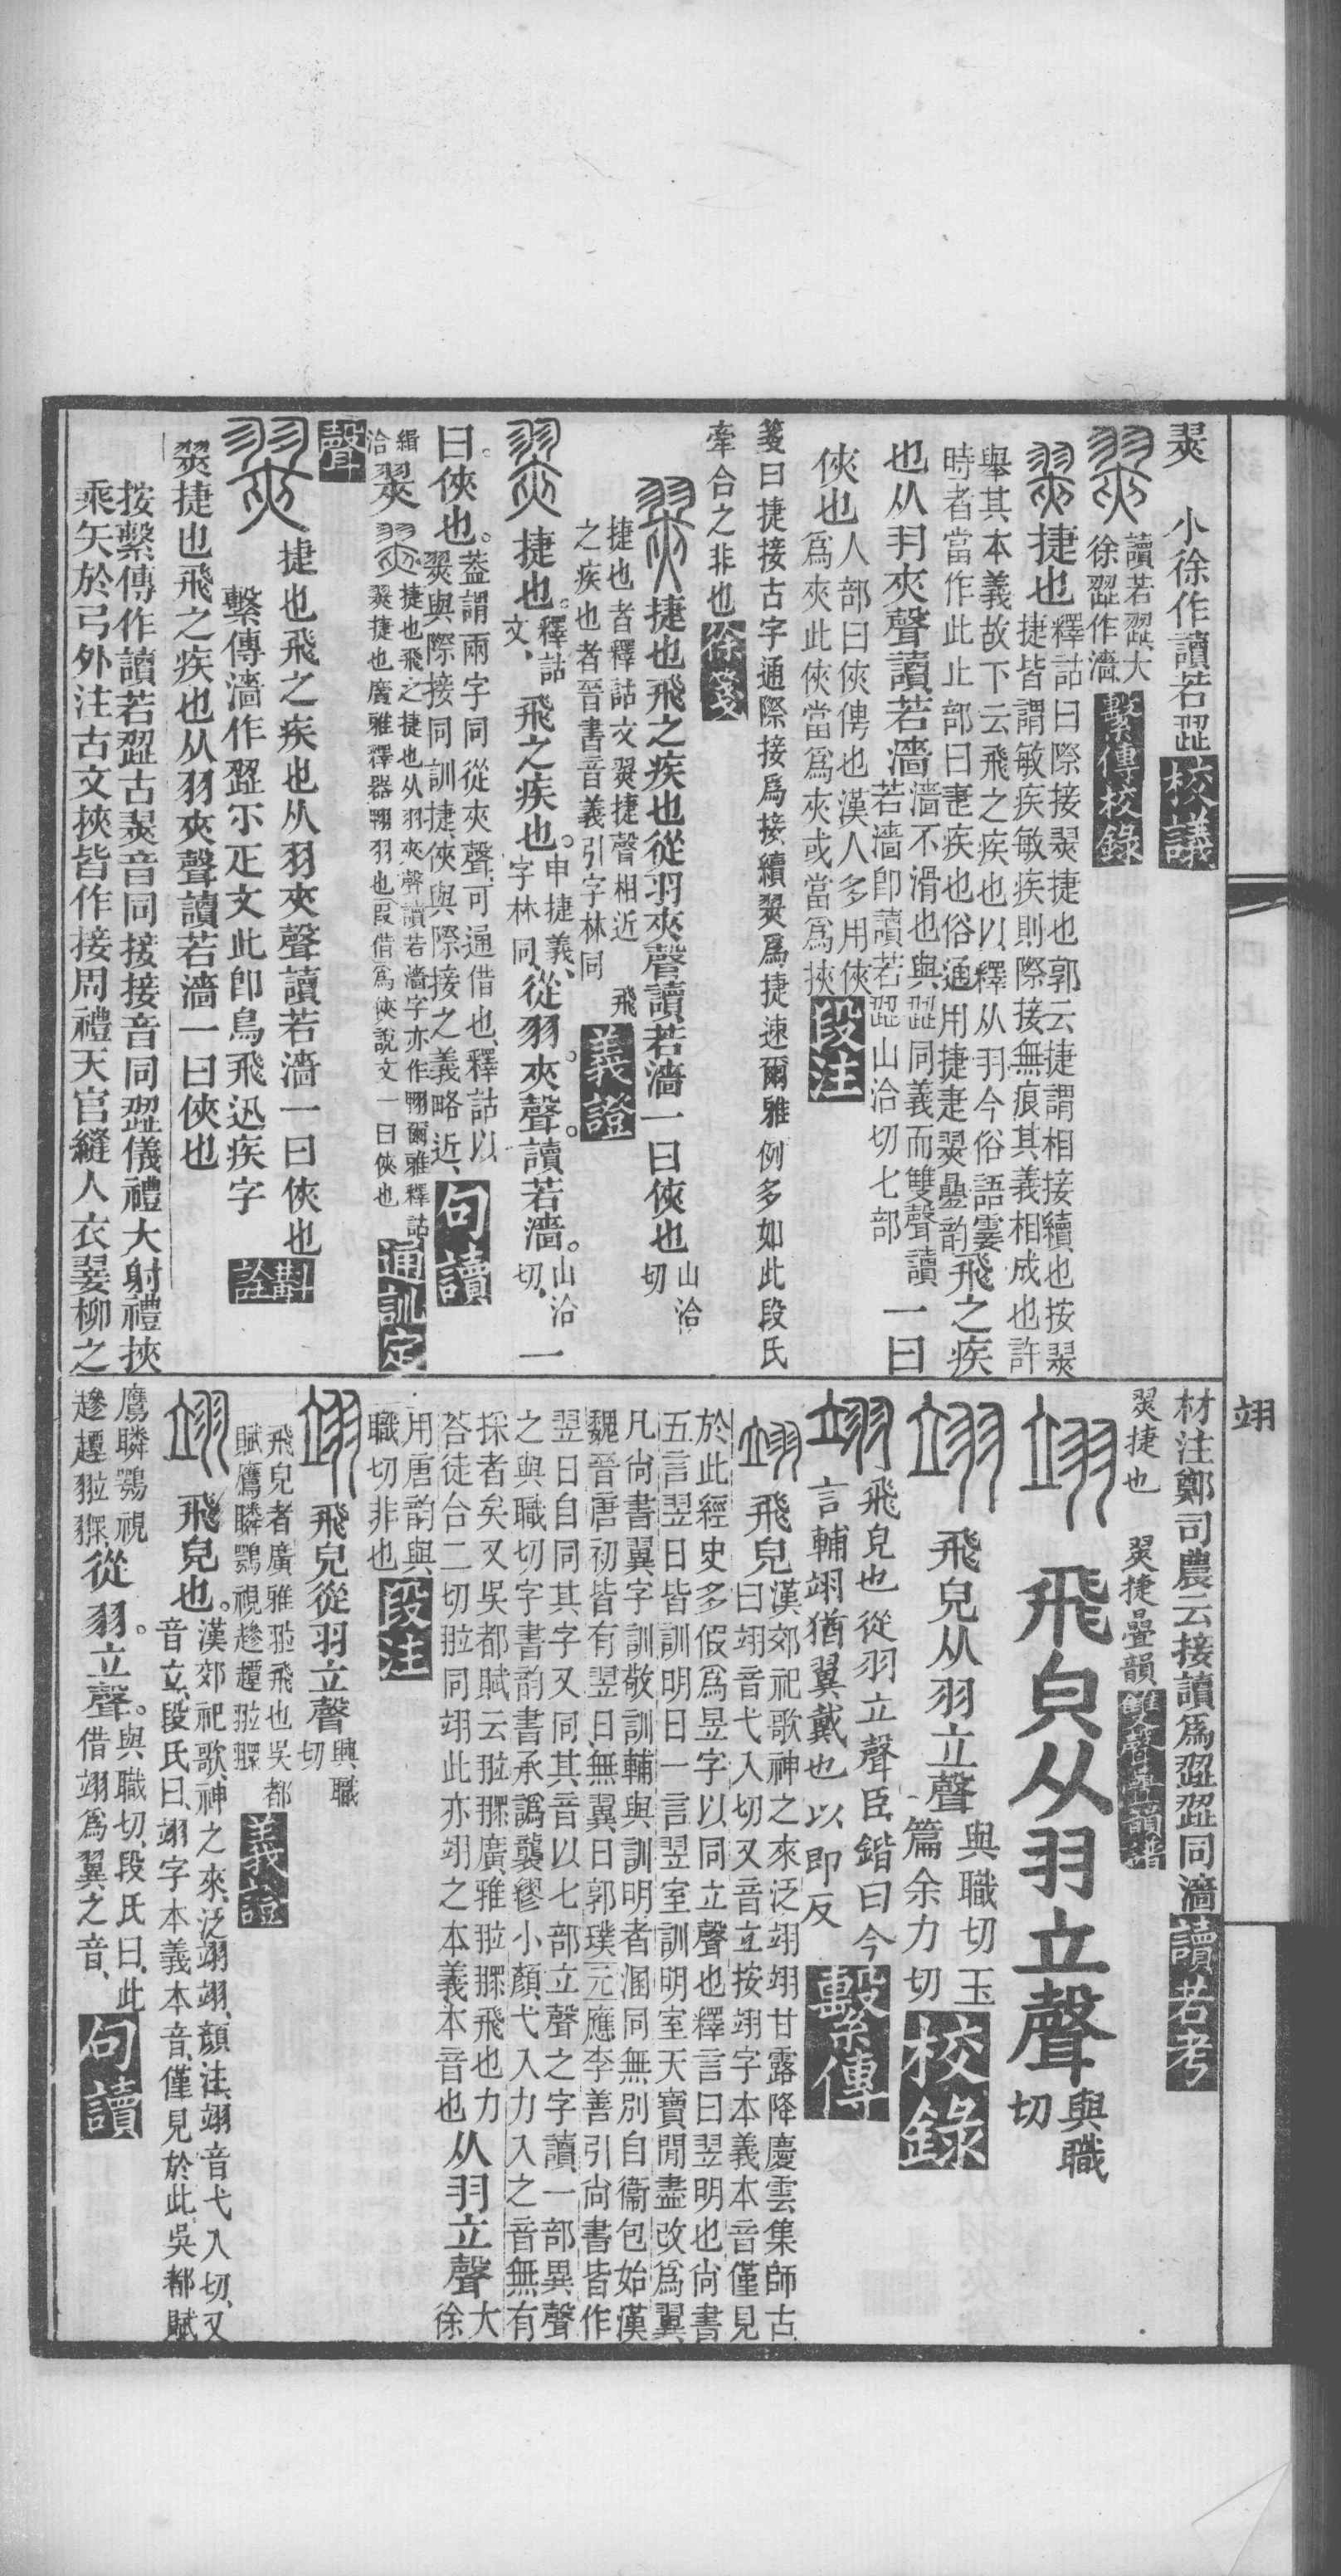 翜　小徐作讀若翜校議
翜讀若澀大徐澀作濇繫傳校錄
翜捷也釋詁曰際接翜捷也郭云捷謂相接續也按翜
捷皆謂敏疾敏疾則際接無痕其義相成也許
舉其本義故下云飛之疾也以釋从羽今俗語霎
時者當作此止部曰疌疾也俗通用捷疌翜疊韵飛之疾
也从羽夾聲讀若濇濇不滑也與澀同義而雙聲讀
若濇卽讀若澀山洽切七部一曰
俠也人部曰俠俜也漢人多用俠
爲夾此俠當爲夾或當爲挾段注
箋曰捷接古字通際接爲接續翜爲捷速爾雅例多如此段氏
牽合之非也徐箋
翜捷也飛之疾也從羽夾聲讀若濇一曰俠也山洽切
捷也者釋詁文翜捷聲相近　飛
之疾也者晉書音義引字林同義證
翜捷也釋詁文、飛之疾也申捷義、字林同、從羽夾聲讀若濇山洽切、一
曰俠也蓋謂兩字同從夾聲、可通借也、釋詁以
翜與際接同訓捷、俠與際接之義略近、句讀
緝洽翜翜捷也飛之捷也从羽夾聲讀若濇字亦作翈爾雅釋詁
翜捷也廣雅釋器翈羽也叚借爲俠說文一曰俠也通訓定
聲
翜捷也飛之疾也从羽夾聲讀若濇一曰俠也
繫傳濇作澀示疋文此卽鳥飛迅疾字斠詮
翜捷也飛之疾也从羽夾聲讀若濇一曰俠也
按繫傳作讀若澀古翜音同接接音同澀儀禮大射禮挾
乘矢於弓外注古文挾皆作接周禮天官縫人衣翣柳之
材注鄭司農云接讀爲澀澀同濇讀若考
翜捷也　翜捷疊韻雙聲疊韻譜
翊飛皃从羽立聲與職切
翊飛皃从羽立聲與職切玉篇余力切校錄
翊飛皃也從羽立聲臣鍇曰今
言輔翊猶翼戴也以即反繫傳
翊飛皃漢郊祀歌神之來泛翊翊甘露降慶雲集師古
曰翊音弋入切又音立按翊字本義本音僅見
於此經史多假爲昱字以同立聲也釋言曰翌明也尙書
五言翌日皆訓明日一言翌室訓明室天寶閒盡改爲翼
凡尙書翼字訓敬訓輔與訓明者溷同無別自衞包始漢
魏晉唐初皆有翌日無翼日郭璞元應李善引尙書皆作
翌日自同其字又同其音以七部立聲之字讀一部異聲
之與職切字書韵書承譌襲繆小顏弋入力入之音無有
採者矣又吳都賦云䟐𤟑廣雅䟐𤟑飛也力
荅徒合二切䟐同翊此亦翊之本義本音也从羽立聲大徐
用唐韵與
職切非也段注
翊飛皃從羽立聲與職切
飛皃者廣雅䟐飛也吳都
賦鷹瞵鶚視趁趯䟐𤟑義證
翊飛皃也漢郊祀歌、神之來、泛翊翊、顏注、翊音弋入切、又
音立、段氏曰、翊字本義本音、僅見於此、吳都賦
鷹瞵鶚視
趁趯䟐𤟑、從羽立聲與職切、段氏曰、此
借翊爲翼之音、句讀
翊